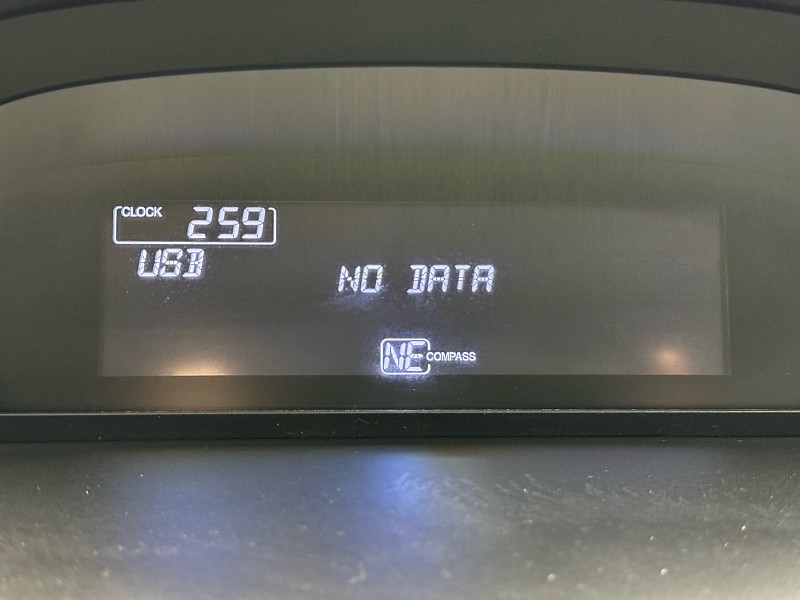 CLOCK 259
USB
NO DATA
NE COMPASS